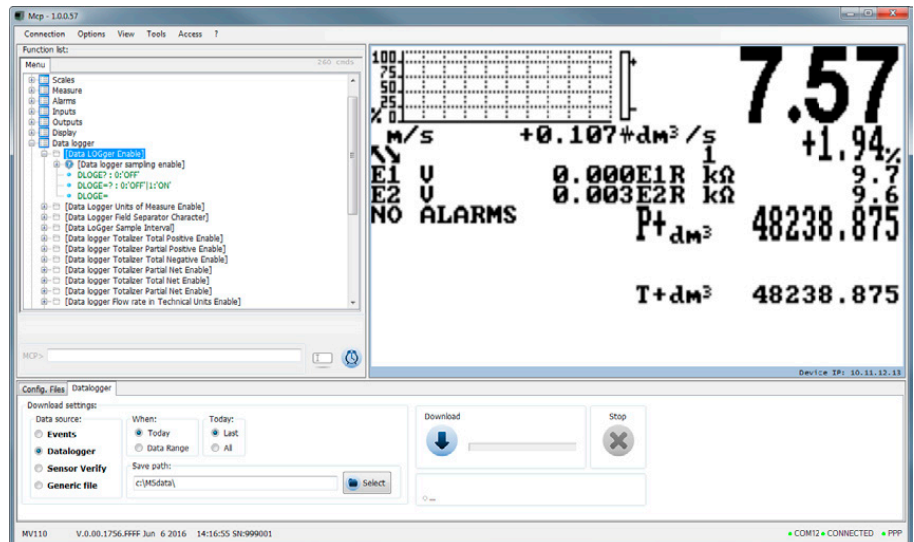 Mcp - 1.0.0.57
Connection Options View Tools Access ?
Function list:
Menu
260 cmds
Scales
Measure
Alarms
Inputs
Outputs
Display
Data logger
[Data LOGger Enable]
[Data logger sampling enable]
DLOGE? : 0:'OFF'
DLOGE=? : 0:'OFF'|1:'ON'
DLOGE=
[Data Logger Units of Measure Enable]
[Data Logger Field Separator Character]
[Data LoGger Sample Interval]
[Data logger Totalizer Total Positive Enable]
[Data logger Totalizer Partial Positive Enable]
[Data logger Totalizer Total Negative Enable]
[Data logger Totalizer Partial Net Enable]
[Data logger Totalizer Total Net Enable]
[Data logger Totalizer Partial Net Enable]
[Data logger Flow rate in Technical Units Enable]
MCP>
100
75
50
25
% 0
7.57
m/s +0.107 dm³/s +1.94%
1
E1 V 0.000 E1R kΩ 9.7
E2 V 0.003 E2R kΩ 9.6
NO ALARMS
P+dm³ 48238.875
T+dm³ 48238.875
Device IP: 10.11.12.13
Config. Files Datalogger
Download settings:
Data source:
Events
Datalogger
Sensor Verify
Generic file
When:
Today
Data Range
Today:
Last
All
Save path:
c:\MSdata\
Select
Download
Stop
MV110 V.0.00.1756.FFFF Jun 6 2016 14:16:55 SN:999001
COM12 CONNECTED PPP